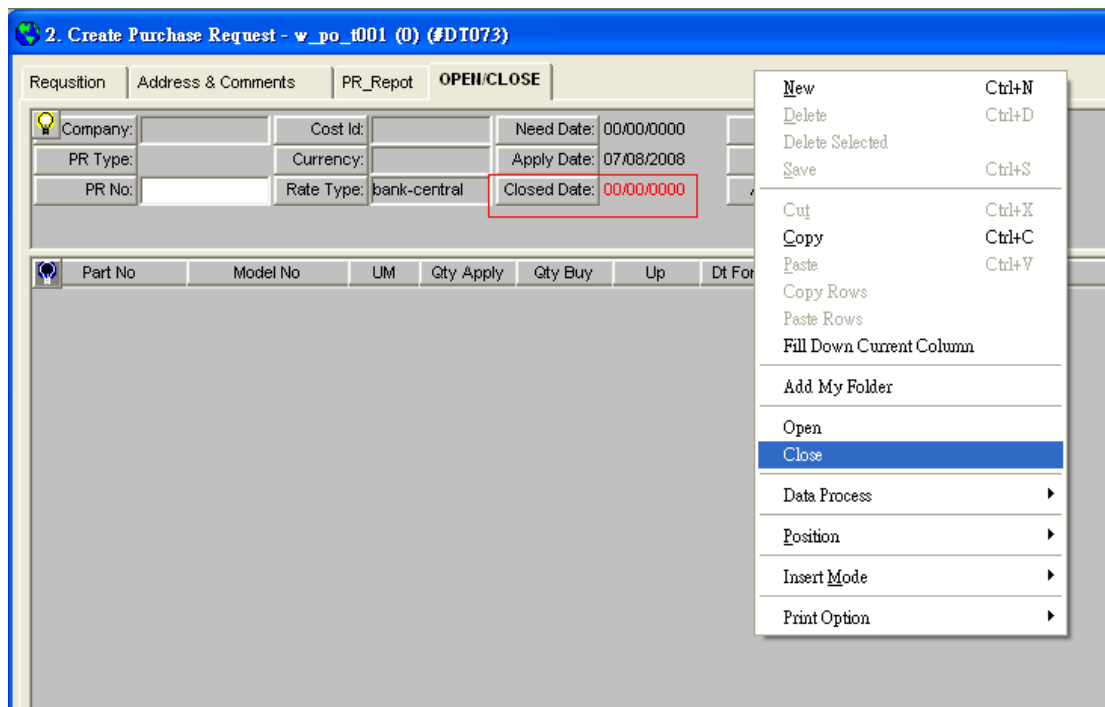 2. Create Purchase Request - w_po_t001 (0) (#DT073)
Requsition Address & Comments PR_Repot OPEN/CLOSE
Company: Cost Id: Need Date: 00/00/0000
PR Type: Currency: Apply Date: 07/08/2008
PR No: Rate Type: bank-central Closed Date: 00/00/0000
Part No Model No UM Qty Apply Qty Buy Up Dt For
New Ctrl+N
Delete Ctrl+D
Delete Selected
Save Ctrl+S
Cut Ctrl+X
Copy Ctrl+C
Paste Ctrl+V
Copy Rows
Paste Rows
Fill Down Current Column
Add My Folder
Open
Close
Data Process
Position
Insert Mode
Print Option